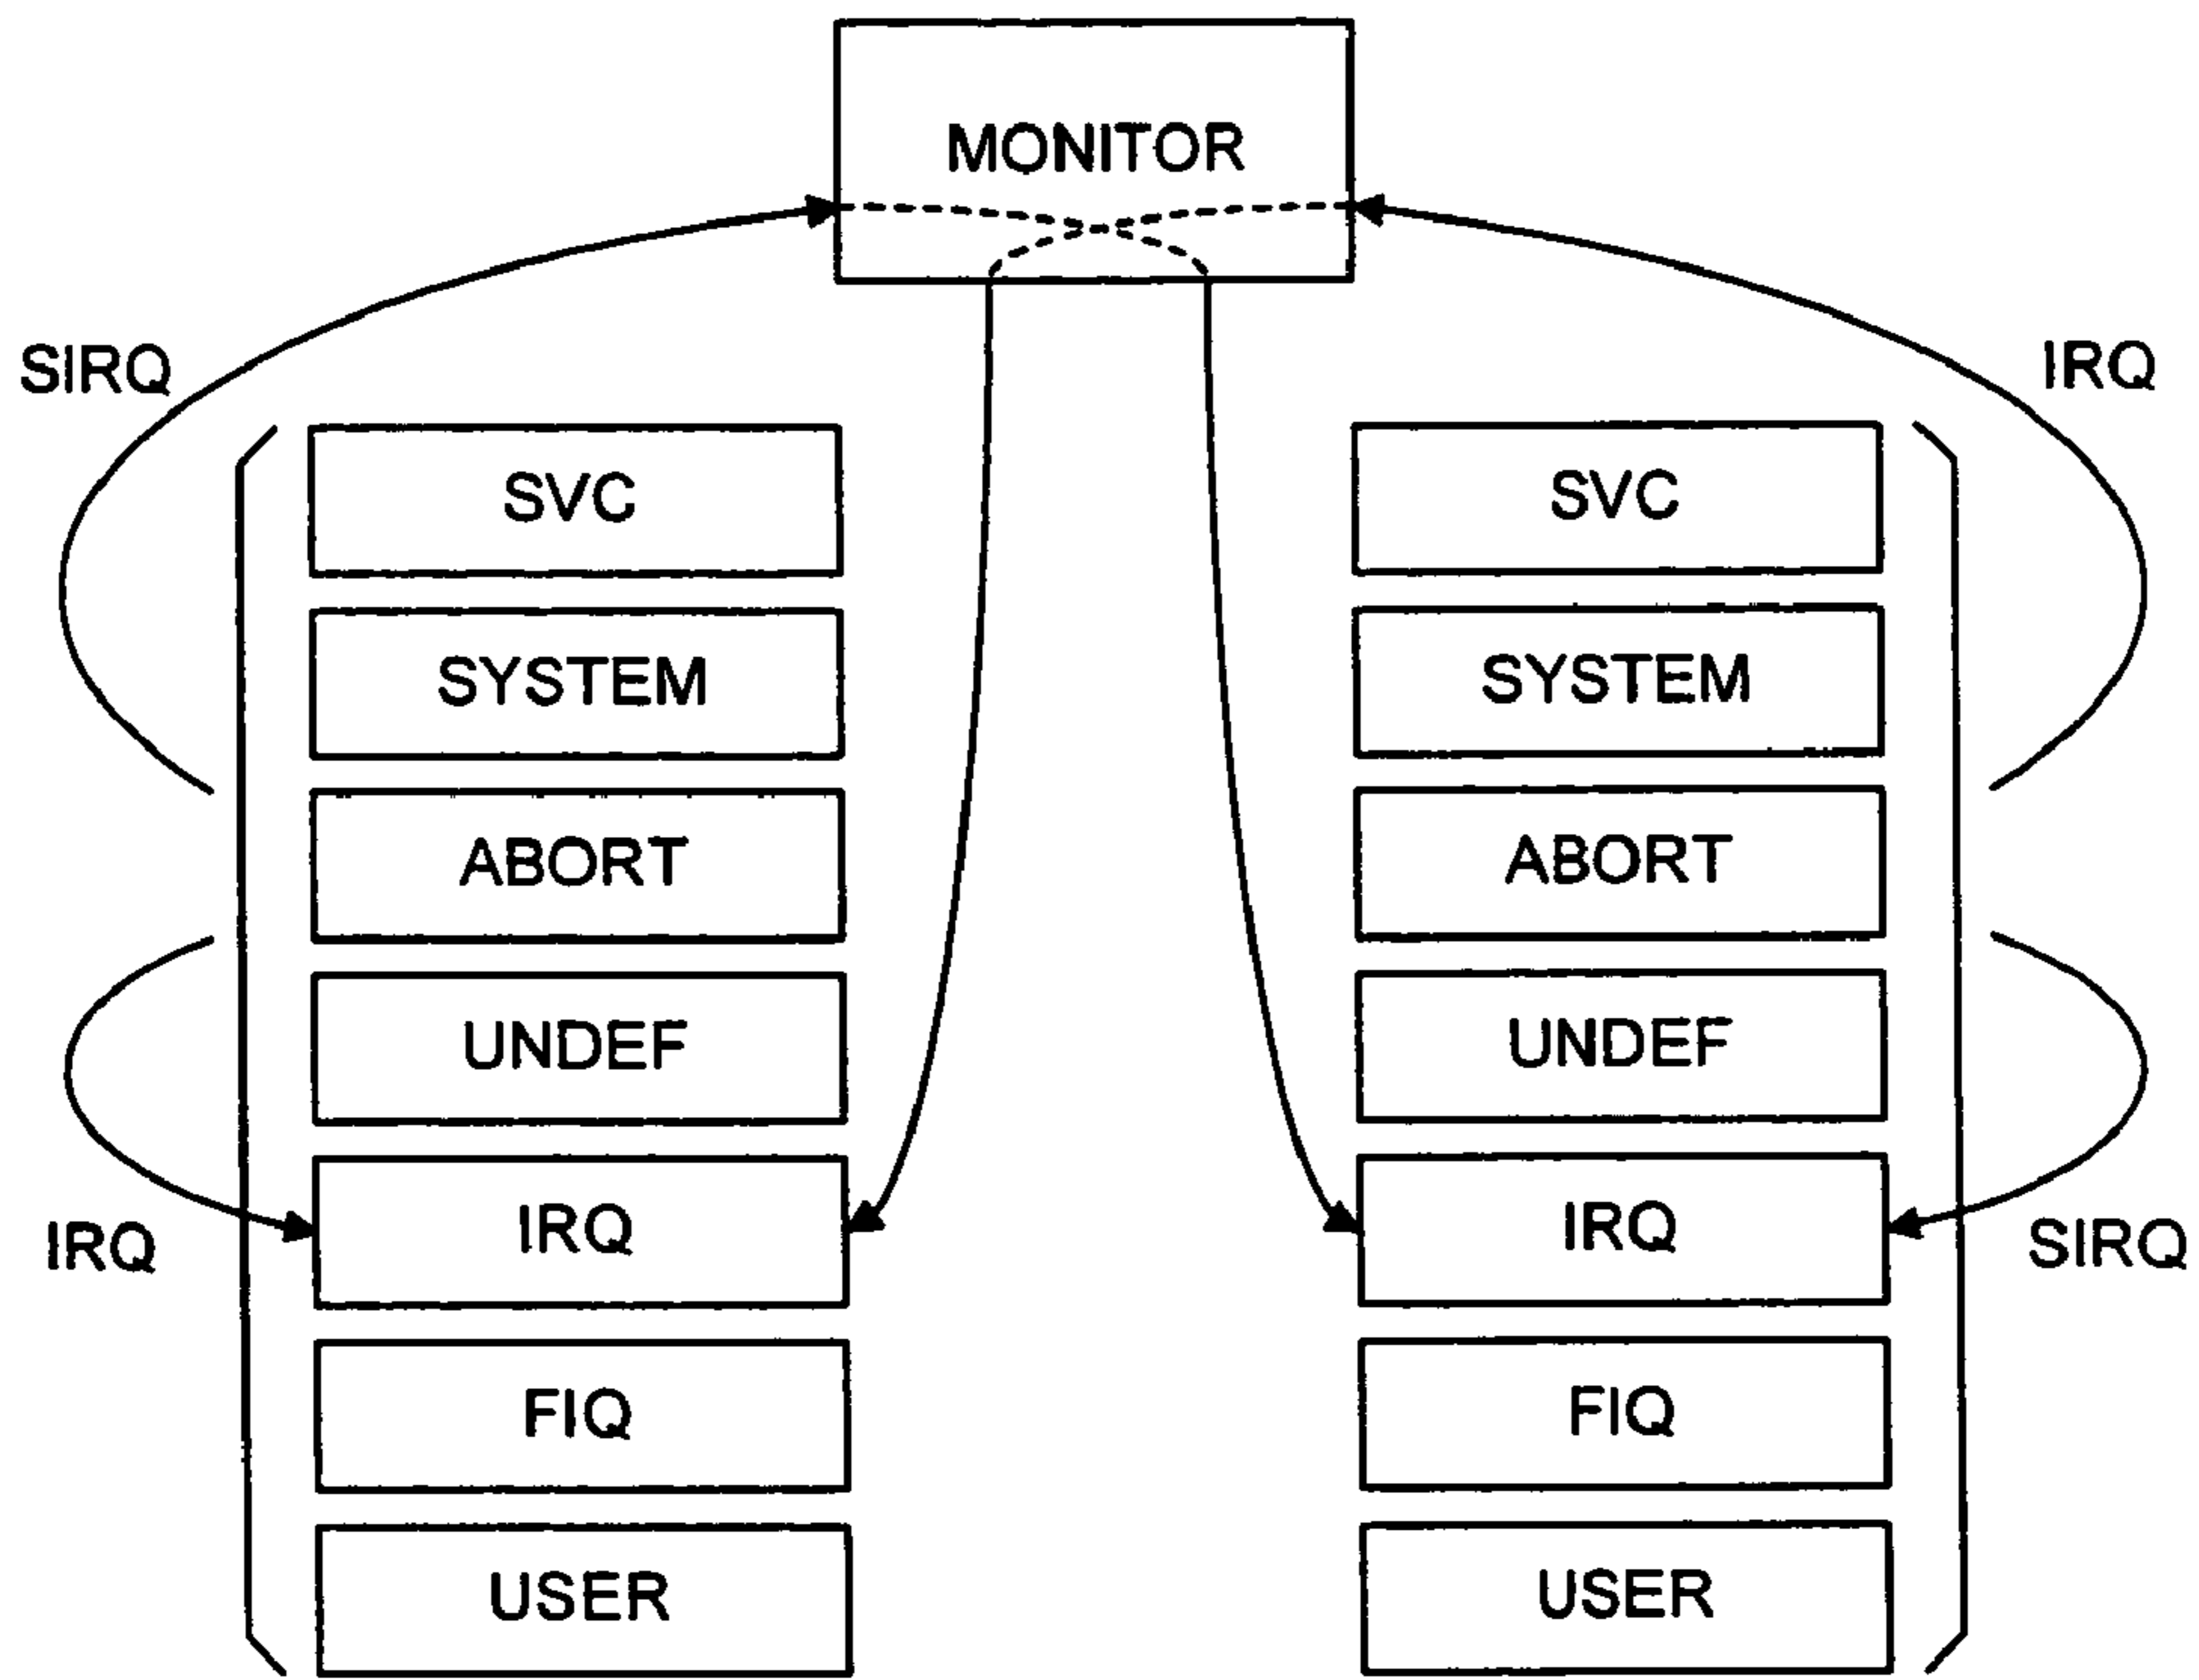 MONITOR
SIRQ
IRQ
SVC
SVC
SYSTEM
SYSTEM
ABORT
ABORT
UNDEF
UNDEF
IRQ
IRQ
IRQ
SIRQ
FIQ
FIQ
USER
USER